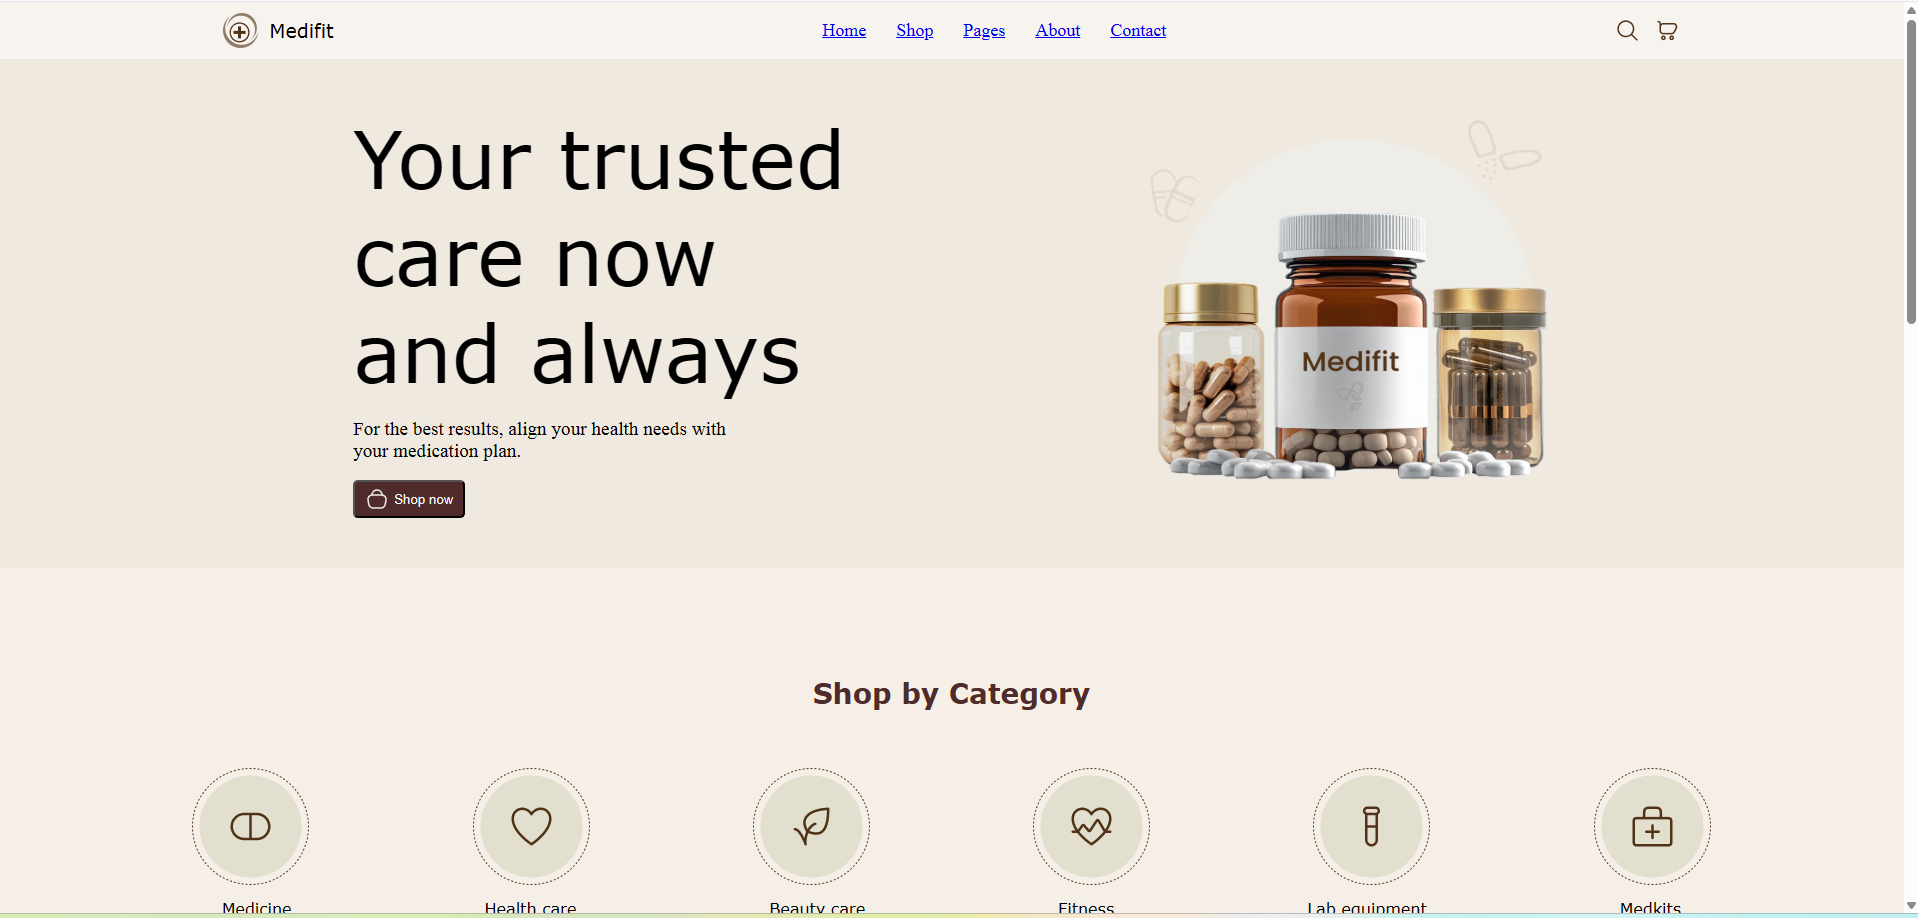 Medifit
Home Shop Pages About Contact
Your trusted
care now
and always
For the best results, align your health needs with
your medication plan.
Shop now
Medifit
Shop by Category
Medicine Health care Beauty care Fitness Lab equipment Medkits